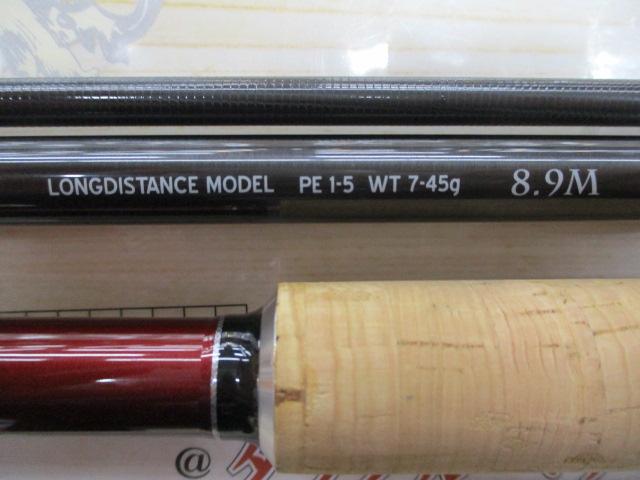 LONGDISTANCE MODEL PE 1-5 WT 7-45g 8.9M
@